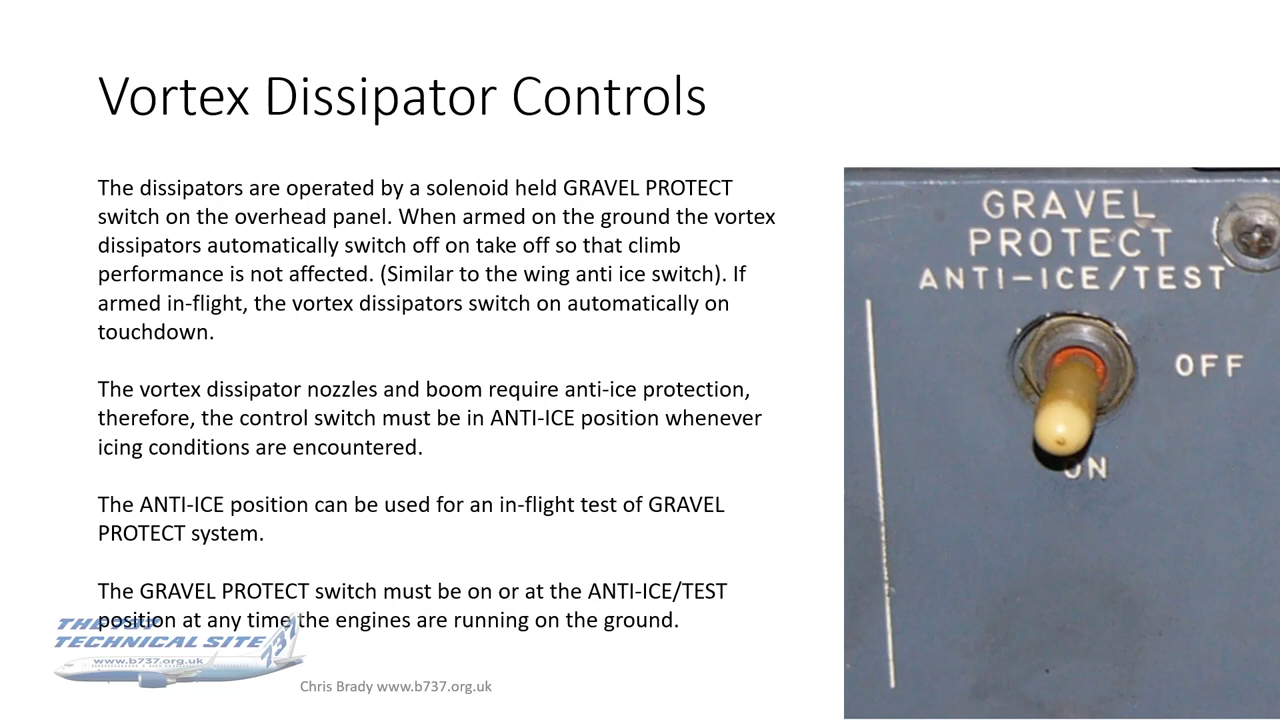 Vortex Dissipator Controls
The dissipators are operated by a solenoid held GRAVEL PROTECT
switch on the overhead panel. When armed on the ground the vortex
dissipators automatically switch off on take off so that climb
performance is not affected. (Similar to the wing anti ice switch). If
armed in-flight, the vortex dissipators switch on automatically on
touchdown.
The vortex dissipator nozzles and boom require anti-ice protection,
therefore, the control switch must be in ANTI-ICE position whenever
icing conditions are encountered.
The ANTI-ICE position can be used for an in-flight test of GRAVEL
PROTECT system.
The GRAVEL PROTECT switch must be on or at the ANTI-ICE/TEST
position at any time the engines are running on the ground.
THE 737
TECHNICAL SITE
737
www.b737.org.uk
Chris Brady www.b737.org.uk
GRAVEL
PROTECT
ANTI-ICE/TEST
OFF
ON